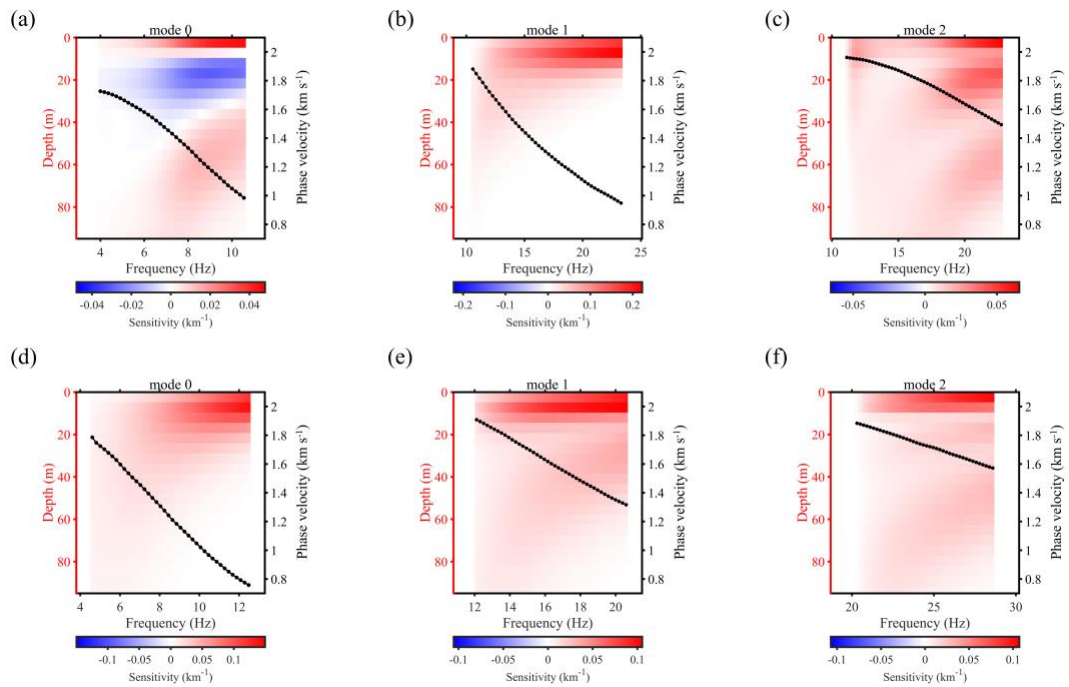 (a)
mode 0
0
20
40
60
80
Depth (m)
2
1.8
1.6
1.4
1.2
1
0.8
Phase velocity (km s⁻¹)
4 6 8 10
Frequency (Hz)
-0.04 -0.02 0 0.02 0.04
Sensitivity (km⁻¹)
(b)
mode 1
0
20
40
60
80
Depth (m)
2
1.8
1.6
1.4
1.2
1
0.8
Phase velocity (km s⁻¹)
10 15 20 25
Frequency (Hz)
-0.2 -0.1 0 0.1 0.2
Sensitivity (km⁻¹)
(c)
mode 2
0
20
40
60
80
Depth (m)
2
1.8
1.6
1.4
1.2
1
0.8
Phase velocity (km s⁻¹)
10 15 20
Frequency (Hz)
-0.05 0 0.05
Sensitivity (km⁻¹)
(d)
mode 0
0
20
40
60
80
Depth (m)
2
1.8
1.6
1.4
1.2
1
0.8
Phase velocity (km s⁻¹)
4 6 8 10 12
Frequency (Hz)
-0.1 -0.05 0 0.05 0.1
Sensitivity (km⁻¹)
(e)
mode 1
0
20
40
60
80
Depth (m)
2
1.8
1.6
1.4
1.2
1
0.8
Phase velocity (km s⁻¹)
12 14 16 18 20
Frequency (Hz)
-0.1 -0.05 0 0.05 0.1
Sensitivity (km⁻¹)
(f)
mode 2
0
20
40
60
80
Depth (m)
2
1.8
1.6
1.4
1.2
1
0.8
Phase velocity (km s⁻¹)
20 25 30
Frequency (Hz)
-0.1 -0.05 0 0.05 0.1
Sensitivity (km⁻¹)